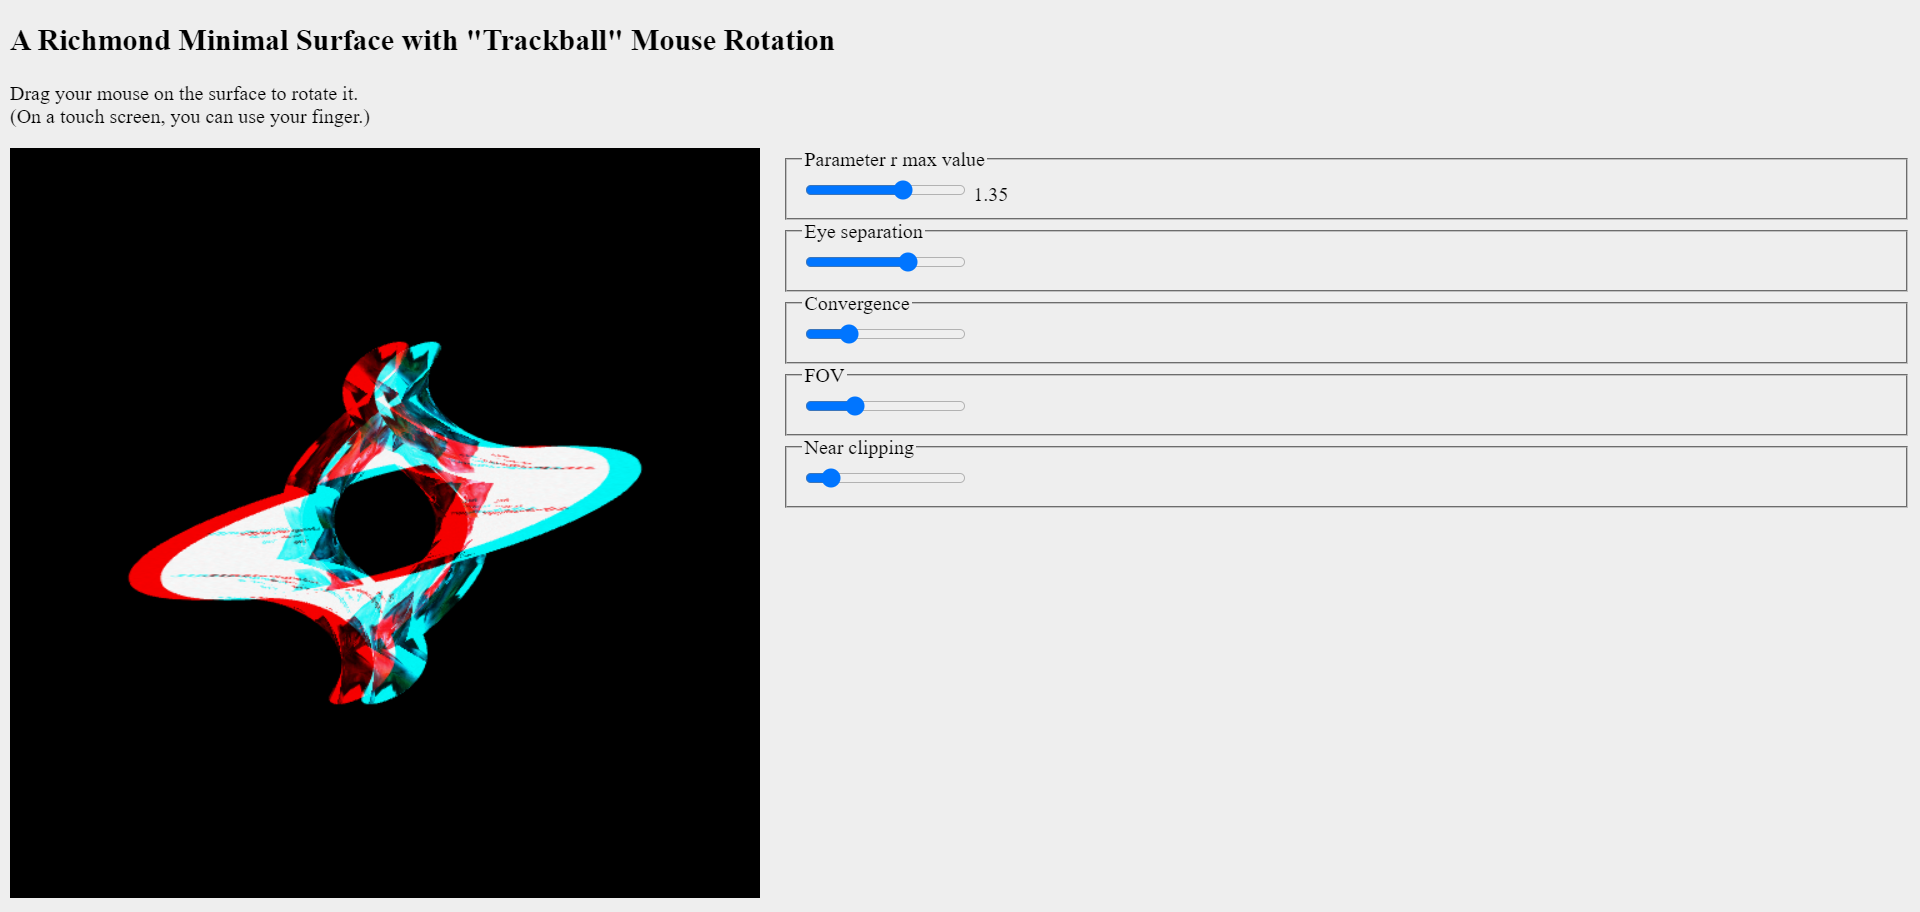 A Richmond Minimal Surface with "Trackball" Mouse Rotation
Drag your mouse on the surface to rotate it.
(On a touch screen, you can use your finger.)
Parameter r max value
1.35
Eye separation
Convergence
FOV
Near clipping